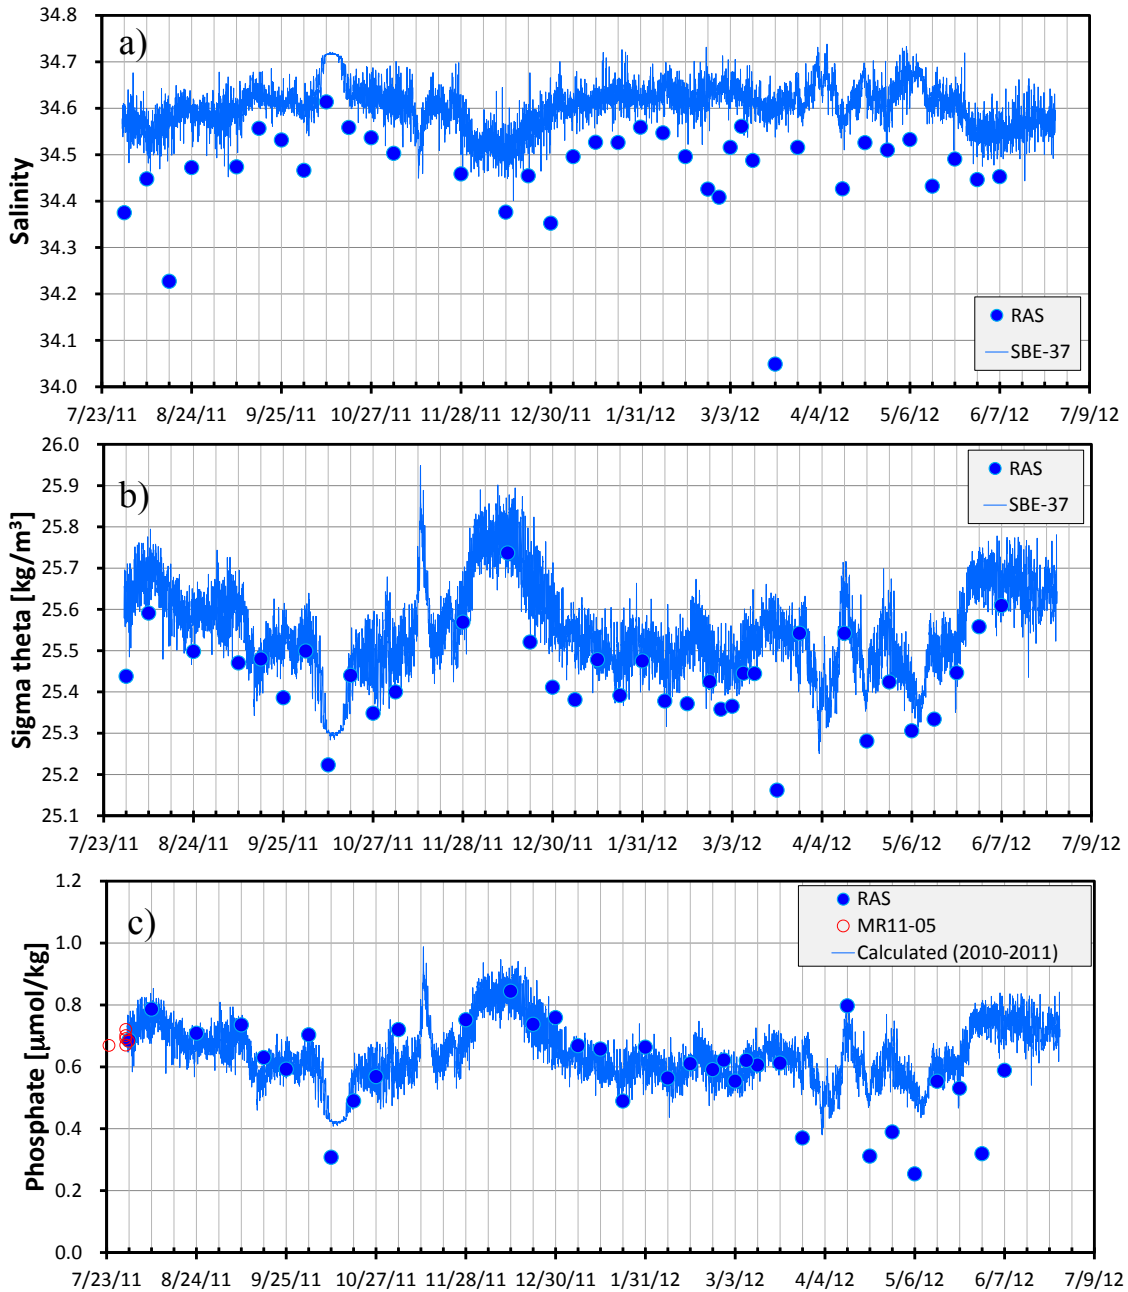 a)
34.8
34.7
34.6
34.5
34.4
34.3
34.2
34.1
34.0
Salinity
RAS
SBE-37
7/23/11 8/24/11 9/25/11 10/27/11 11/28/11 12/30/11 1/31/12 3/3/12 4/4/12 5/6/12 6/7/12 7/9/12
b)
26.0
25.9
25.8
25.7
25.6
25.5
25.4
25.3
25.2
25.1
Sigma theta [kg/m³]
RAS
SBE-37
7/23/11 8/24/11 9/25/11 10/27/11 11/28/11 12/30/11 1/31/12 3/3/12 4/4/12 5/6/12 6/7/12 7/9/12
c)
1.2
1.0
0.8
0.6
0.4
0.2
0.0
Phosphate [μmol/kg]
RAS
MR11-05
Calculated (2010-2011)
7/23/11 8/24/11 9/25/11 10/27/11 11/28/11 12/30/11 1/31/12 3/3/12 4/4/12 5/6/12 6/7/12 7/9/12